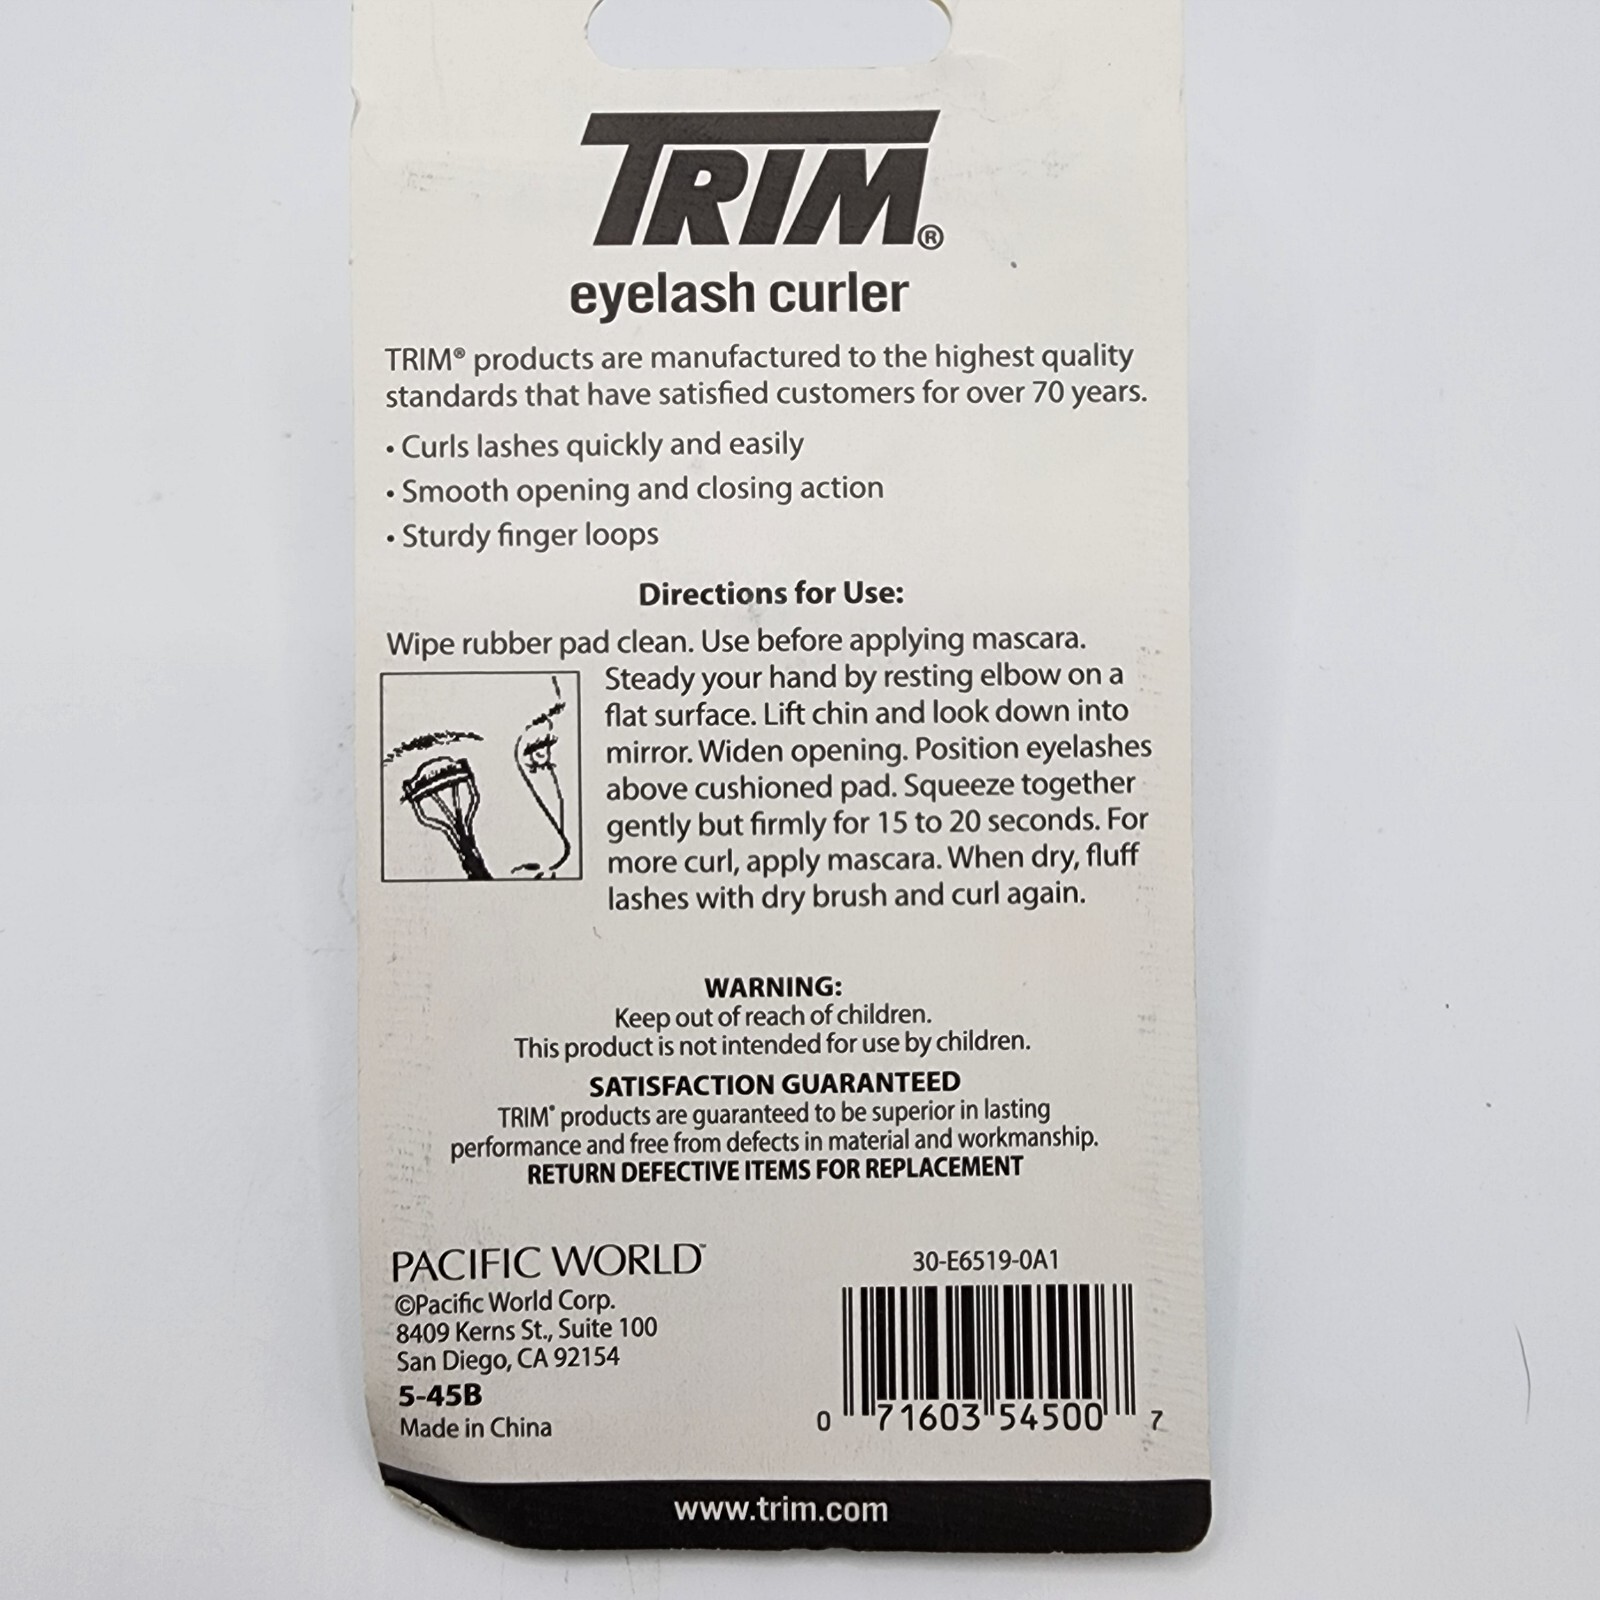 TRIM®
eyelash curler
TRIM® products are manufactured to the highest quality
standards that have satisfied customers for over 70 years.
• Curls lashes quickly and easily
• Smooth opening and closing action
• Sturdy finger loops
Directions for Use:
Wipe rubber pad clean. Use before applying mascara.
Steady your hand by resting elbow on a
flat surface. Lift chin and look down into
mirror. Widen opening. Position eyelashes
above cushioned pad. Squeeze together
gently but firmly for 15 to 20 seconds. For
more curl, apply mascara. When dry, fluff
lashes with dry brush and curl again.
WARNING:
Keep out of reach of children.
This product is not intended for use by children.
SATISFACTION GUARANTEED
TRIM® products are guaranteed to be superior in lasting
performance and free from defects in material and workmanship.
RETURN DEFECTIVE ITEMS FOR REPLACEMENT
PACIFIC WORLD™
©Pacific World Corp.
8409 Kerns St., Suite 100
San Diego, CA 92154
5-45B
Made in China
30-E6519-0A1
0 71603 54500 7
www.trim.com